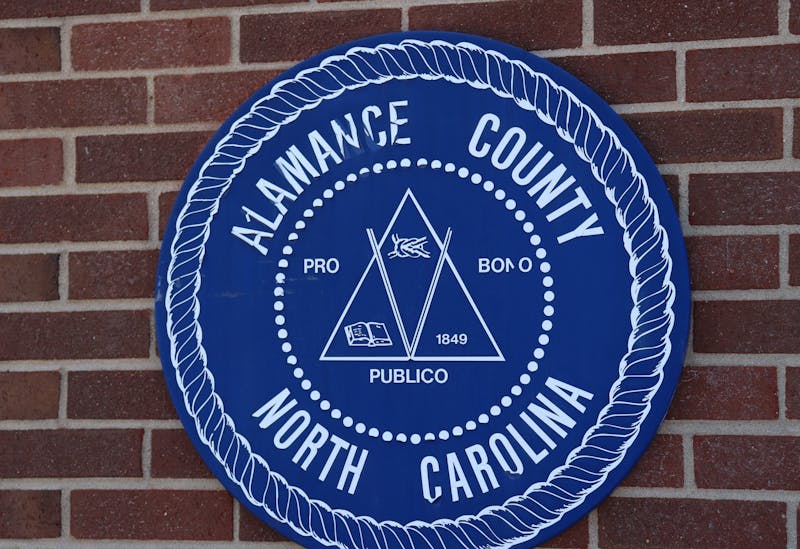 ALAMANCE COUNTY
PRO BONO
1849
PUBLICO
NORTH CAROLINA